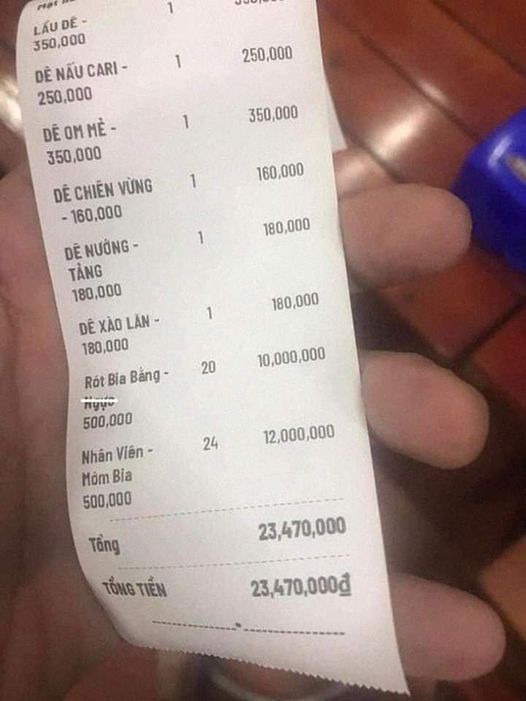 LẨU DÊ - 1
350,000
DÊ NẤU CARI - 1 250,000
250,000
DÊ OM MẺ - 1 350,000
350,000
DÊ CHIÊN VỪNG 1 160,000
- 160,000
DÊ NƯỚNG - 1 180,000
TẢNG
180,000
DÊ XÀO LĂN - 1 180,000
180,000
Rót Bia Bằng - 20 10,000,000
Ngực
500,000
Nhân Viên - 24 12,000,000
Móm Bia
500,000
Tổng 23,470,000
TỔNG TIỀN 23,470,000đ